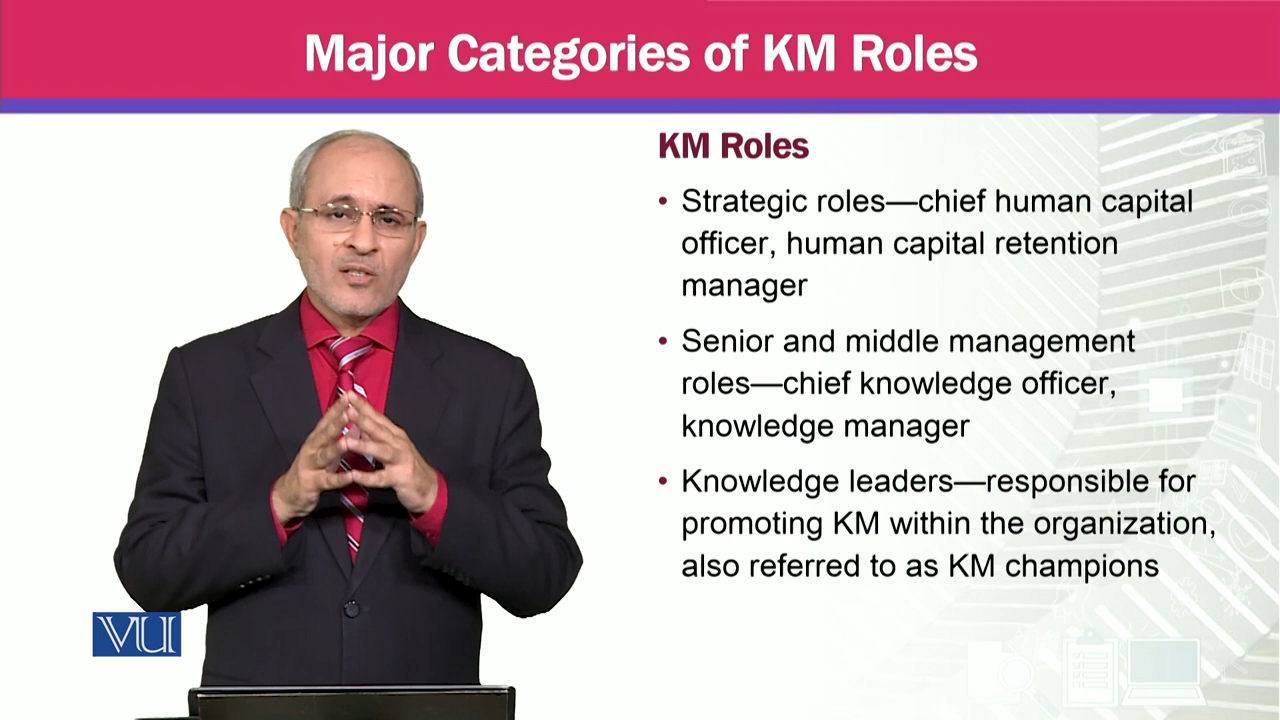 Major Categories of KM Roles
KM Roles
• Strategic roles—chief human capital
officer, human capital retention
manager
• Senior and middle management
roles—chief knowledge officer,
knowledge manager
• Knowledge leaders—responsible for
promoting KM within the organization,
also referred to as KM champions
VU